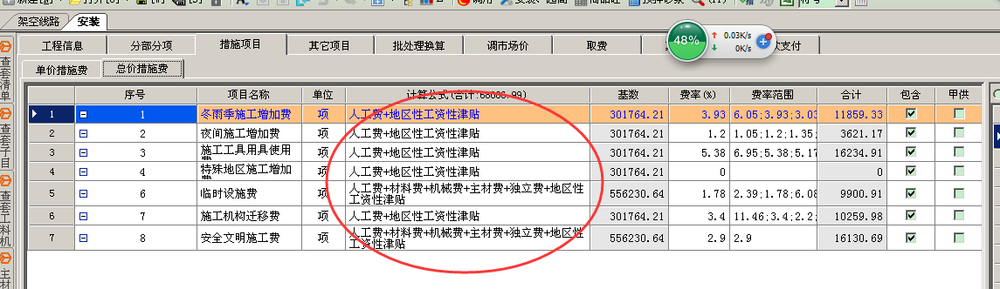 架空线路 安装
工程信息 分部分项 措施项目 其它项目 批处理换算 调市场价 取费 支付
48% 0.03K/s
0K/s
单价措施费 总价措施费
查套清单
查套子目
查套工料机
主材
序号 项目名称 单位 计算公式(合计:68006.99) 基数 费率(%) 费率范围 合计 包含 甲供
1 1 冬雨季施工增加费 项 人工费+地区性工资性津贴 301764.21 3.93 6.05;3.93;3.03 11859.33
2 2 夜间施工增加费 项 人工费+地区性工资性津贴 301764.21 1.2 1.05;1.2;1.35; 3621.17
3 3 施工工具用具使用 项 人工费+地区性工资性津贴 301764.21 5.38 6.95;5.38;5.17 16234.91
4 4 特殊地区施工增加 项 人工费+地区性工资性津贴 301764.21 0 0
5 6 临时设施费 项 人工费+材料费+机械费+主材费+独立费+地区性
工资性津贴 556230.64 1.78 2.39;1.78;6.08 9900.91
6 7 施工机构迁移费 项 人工费+地区性工资性津贴 301764.21 3.4 11.46;3.4;2.2; 10259.98
7 8 安全文明施工费 项 人工费+材料费+机械费+主材费+独立费+地区性
工资性津贴 556230.64 2.9 2.9 16130.69